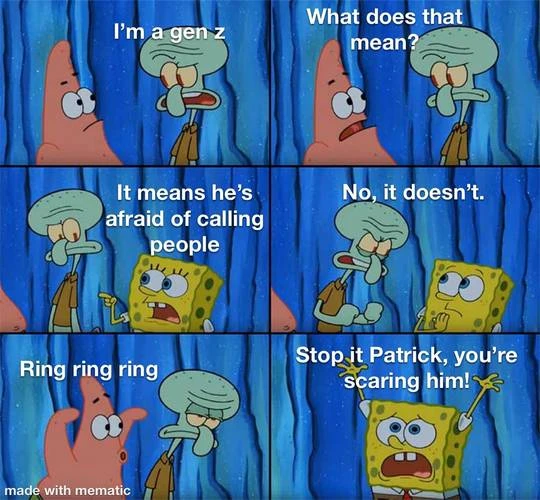 I'm a gen z
What does that
mean?
It means he's
afraid of calling
people
No, it doesn't.
Ring ring ring
Stop it Patrick, you're
scaring him!
made with mematic